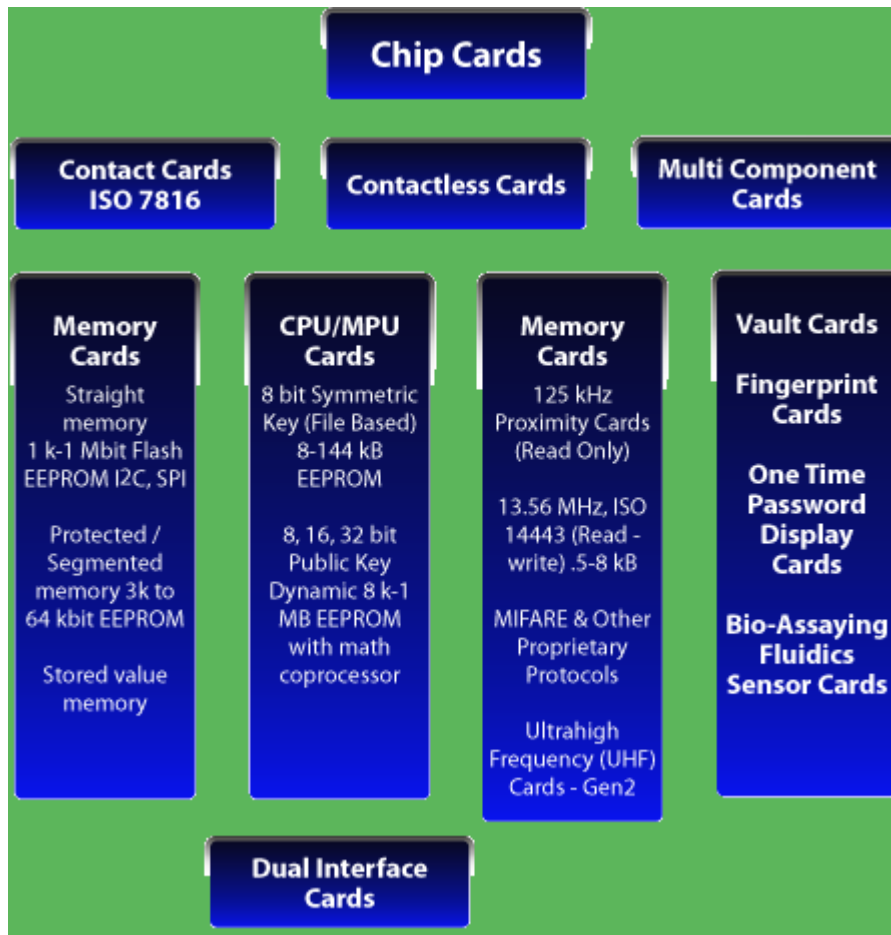 Chip Cards
Contact Cards
ISO 7816
Contactless Cards
Multi Component
Cards
Memory
Cards
Straight
memory
1 k-1 Mbit Flash
EEPROM I2C, SPI
Protected /
Segmented
memory 3k to
64 kbit EEPROM
Stored value
memory
CPU/MPU
Cards
8 bit Symmetric
Key (File Based)
8-144 kB
EEPROM
8, 16, 32 bit
Public Key
Dynamic 8 k-1
MB EEPROM
with math
coprocessor
Memory
Cards
125 kHz
Proximity Cards
(Read Only)
13.56 MHz, ISO
14443 (Read -
write) .5-8 kB
MIFARE & Other
Proprietary
Protocols
Ultrahigh
Frequency (UHF)
Cards - Gen2
Vault Cards
Fingerprint
Cards
One Time
Password
Display
Cards
Bio-Assaying
Fluidics
Sensor Cards
Dual Interface
Cards